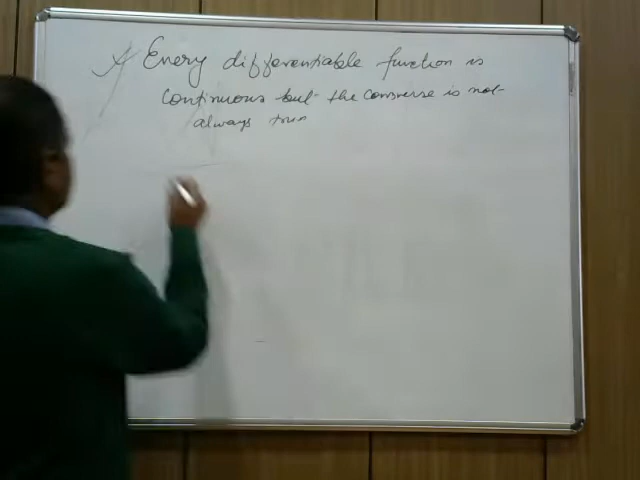 Every differentiable function is
continuous but the converse is not
always true